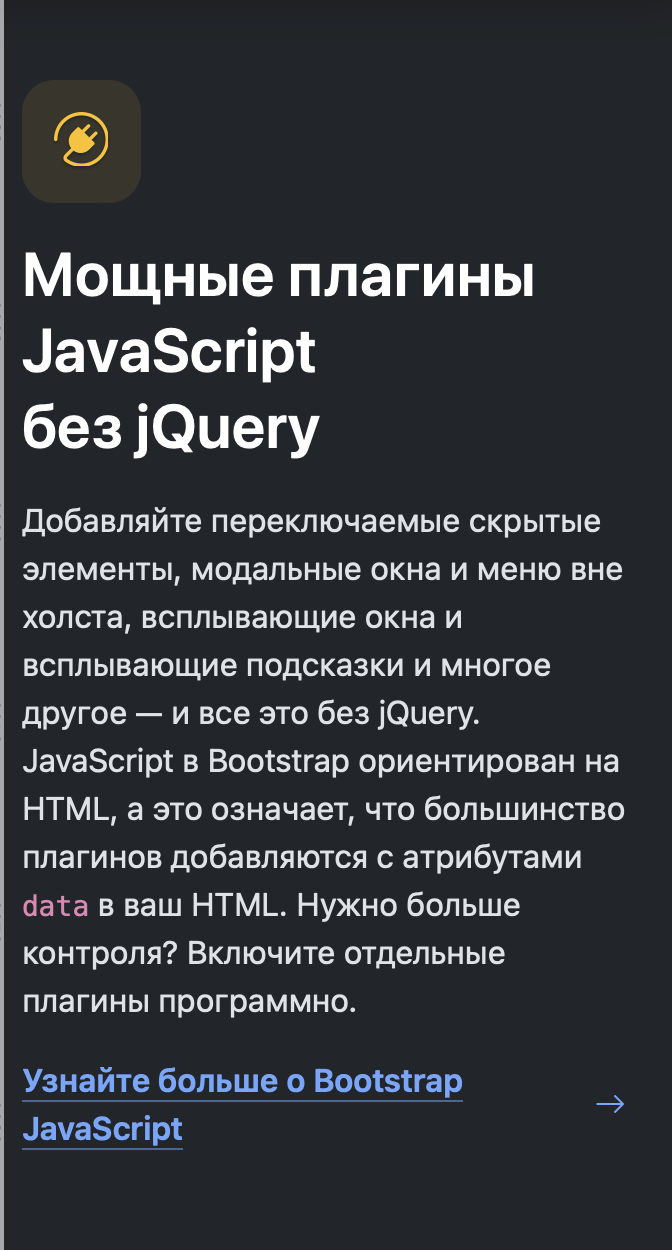 Мощные плагины
JavaScript
без jQuery
Добавляйте переключаемые скрытые
элементы, модальные окна и меню вне
холста, всплывающие окна и
всплывающие подсказки и многое
другое — и все это без jQuery.
JavaScript в Bootstrap ориентирован на
HTML, а это означает, что большинство
плагинов добавляются с атрибутами
data в ваш HTML. Нужно больше
контроля? Включите отдельные
плагины программно.
Узнайте больше о Bootstrap
JavaScript